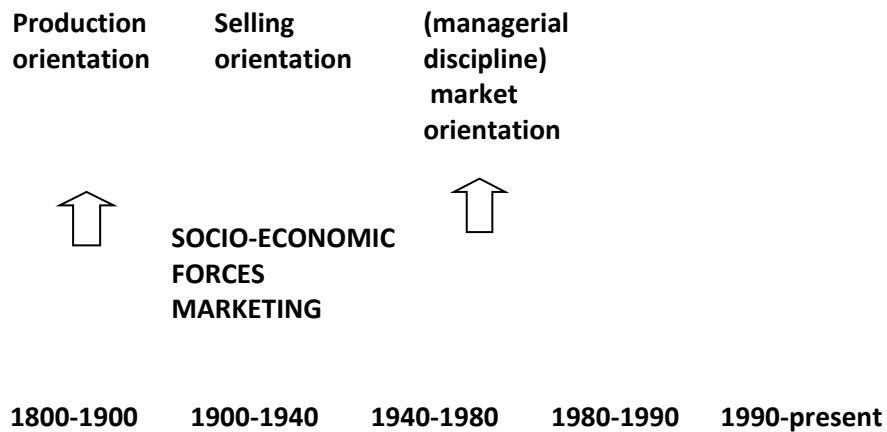 Production
orientation
Selling
orientation
(managerial
discipline)
market
orientation
SOCIO-ECONOMIC
FORCES
MARKETING
1800-1900 1900-1940 1940-1980 1980-1990 1990-present